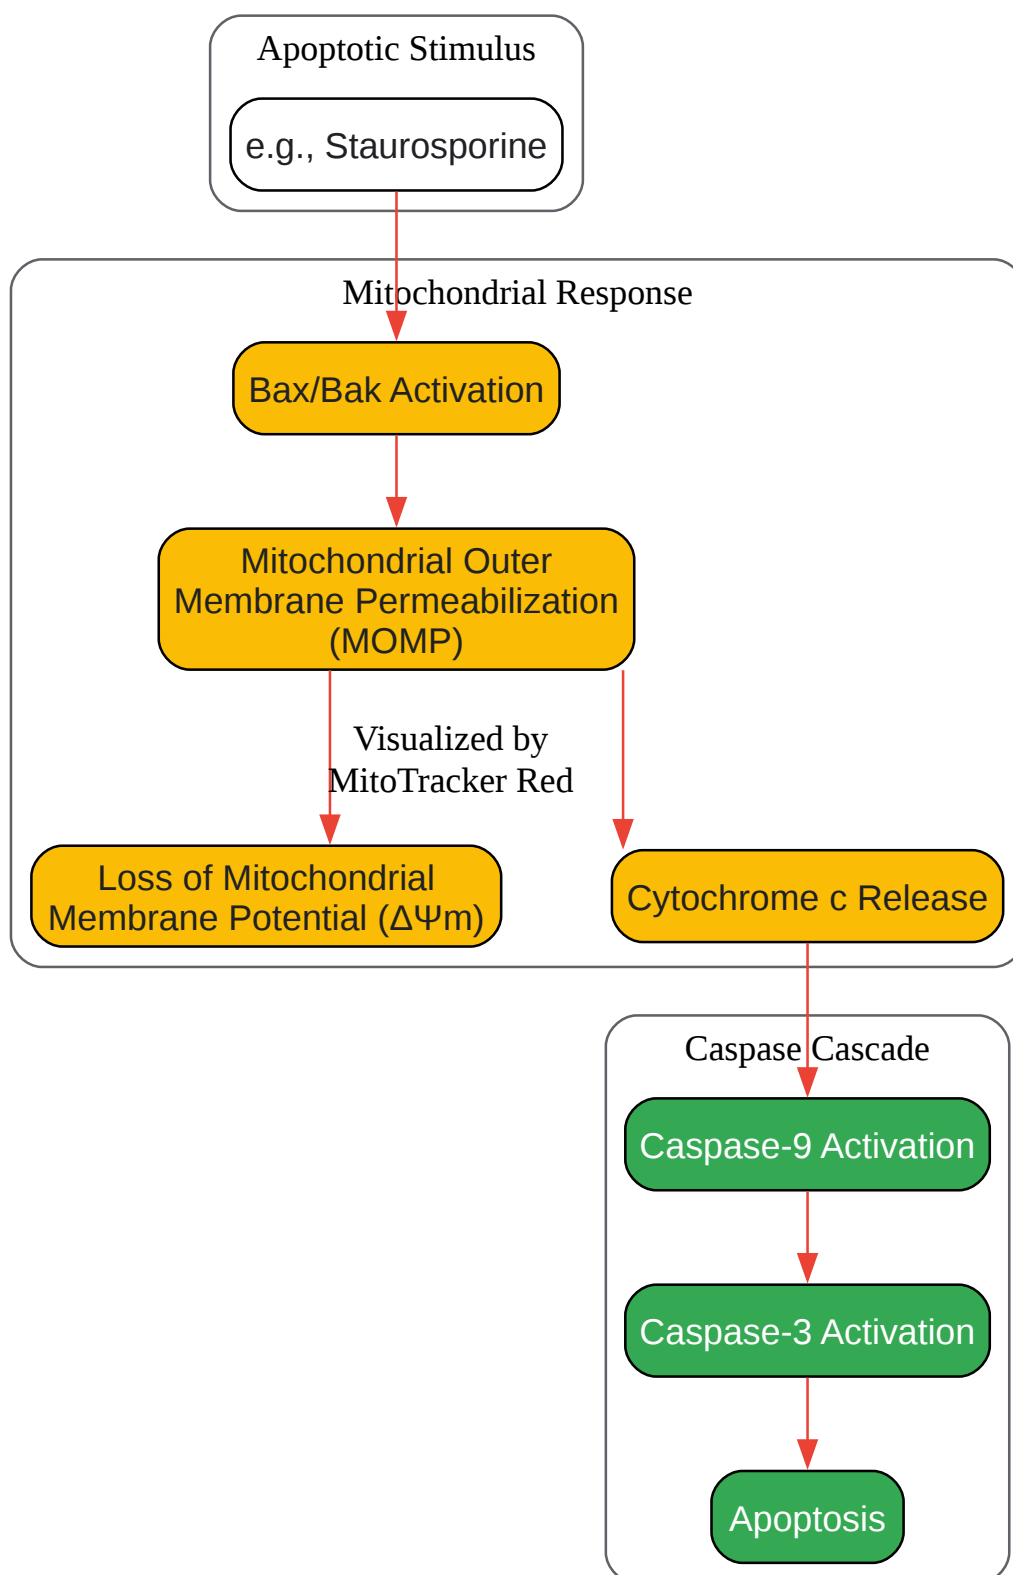 Apoptotic Stimulus
e.g., Staurosporine
Mitochondrial Response
Bax/Bak Activation
Mitochondrial Outer
Membrane Permeabilization
(MOMP)
Visualized by
MitoTracker Red
Loss of Mitochondrial
Membrane Potential (ΔΨm)
Cytochrome c Release
Caspase Cascade
Caspase-9 Activation
Caspase-3 Activation
Apoptosis